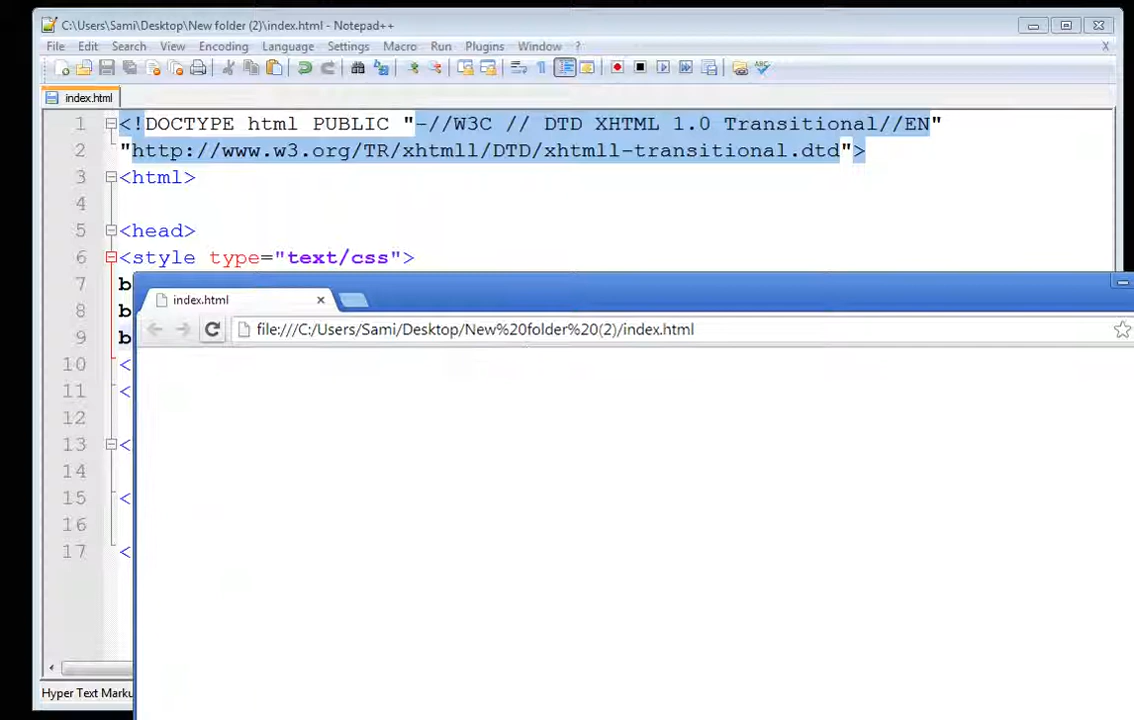 C:\Users\Sami\Desktop\New folder (2)\index.html - Notepad++
File Edit Search View Encoding Language Settings Macro Run Plugins Window ? X
index.html
1 <!DOCTYPE html PUBLIC "-//W3C // DTD XHTML 1.0 Transitional//EN"
2 "http://www.w3.org/TR/xhtmll/DTD/xhtmll-transitional.dtd">
3 <html>
4
5 <head>
6 <style type="text/css">
7 b
8 b
9 b
10 <
11 <
12
13 <
14
15 <
16
17 <
index.html
file:///C:/Users/Sami/Desktop/New%20folder%20(2)/index.html
Hyper Text Marku